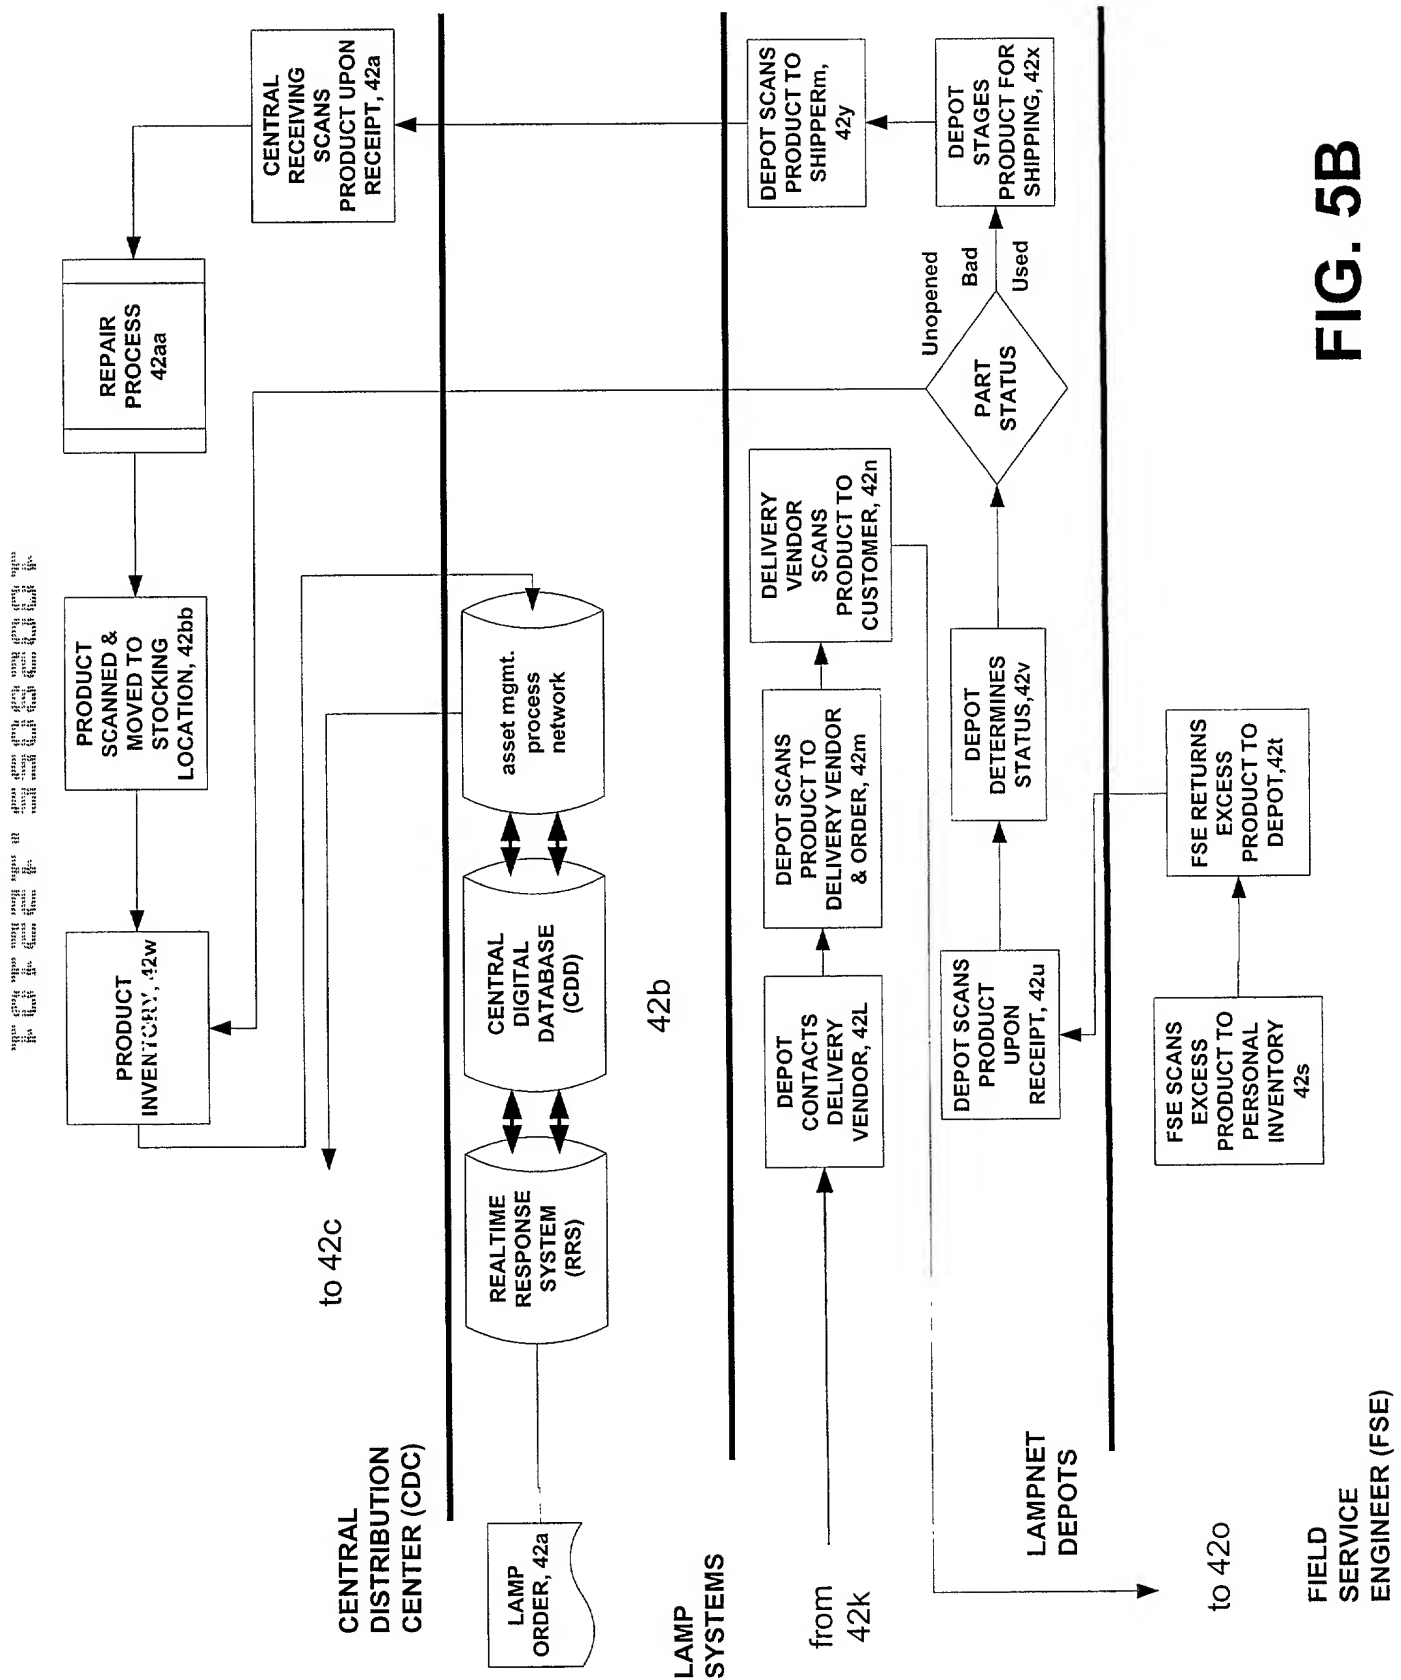 CENTRAL
DISTRIBUTION
CENTER (CDC)
PRODUCT
INVENTORY, 42w
PRODUCT
SCANNED &
MOVED TO
STOCKING
LOCATION, 42bb
REPAIR
PROCESS
42aa
CENTRAL
RECEIVING
SCANS
PRODUCT UPON
RECEIPT, 42a
to 42c
LAMP
SYSTEMS
LAMP
ORDER, 42a
REALTIME
RESPONSE
SYSTEM
(RRS)
CENTRAL
DIGITAL
DATABASE
(CDD)
asset mgmt.
process
network
42b
LAMPNET
DEPOTS
from
42k
DEPOT
CONTACTS
DELIVERY
VENDOR, 42L
DEPOT SCANS
PRODUCT TO
DELIVERY VENDOR
& ORDER, 42m
DELIVERY
VENDOR
SCANS
PRODUCT TO
CUSTOMER, 42n
DEPOT SCANS
PRODUCT TO
SHIPPERm,
42y
DEPOT SCANS
PRODUCT
UPON
RECEIPT, 42u
DEPOT
DETERMINES
STATUS,42v
PART
STATUS
Unopened
Bad
Used
DEPOT
STAGES
PRODUCT FOR
SHIPPING, 42x
to 42o
FIELD
SERVICE
ENGINEER (FSE)
FSE SCANS
EXCESS
PRODUCT TO
PERSONAL
INVENTORY
42s
FSE RETURNS
EXCESS
PRODUCT TO
DEPOT,42t
FIG. 5B